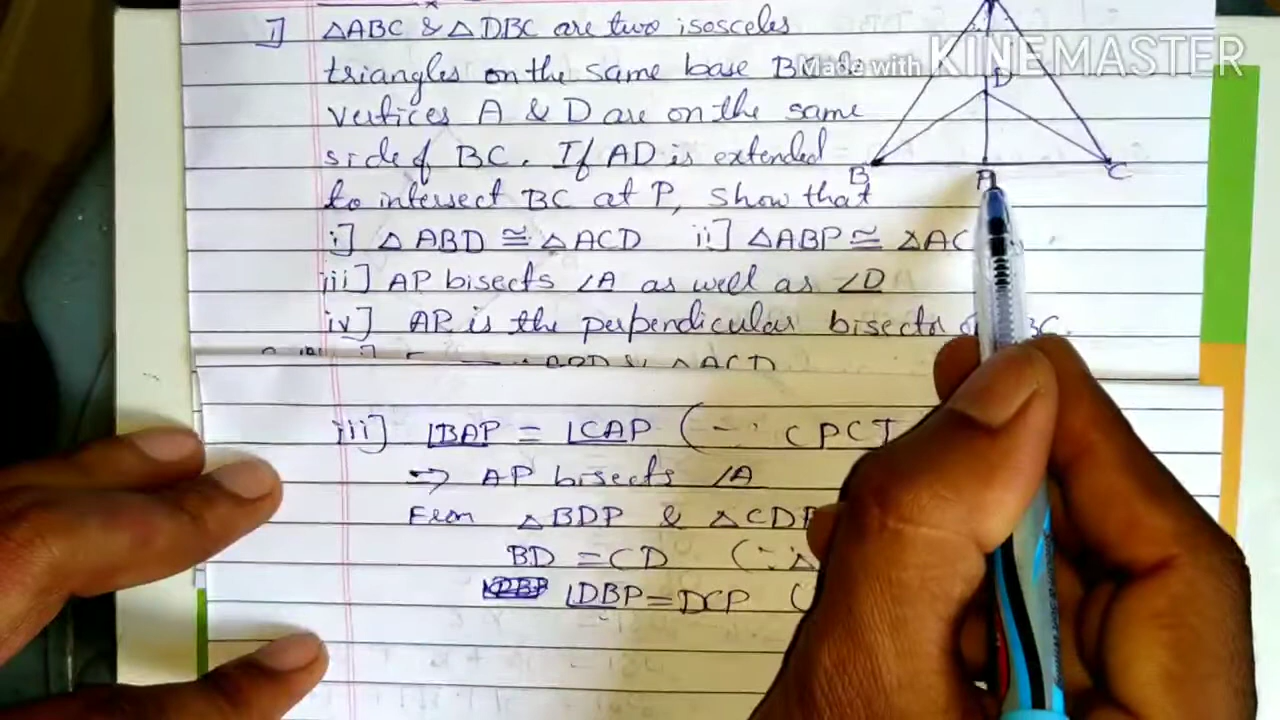 1] △ABC & △DBC are two isosceles
triangles on the same base BC &
vertices A & D are on the same
side of BC. If AD is extended
to intersect BC at P, show that
i] △ABD ≅ △ACD ii] △ABP ≅ △AC
iii] AP bisects ∠A as well as ∠D
iv] AP is the perpendicular bisector of BC.
△ACD
iii] ∠BAP = ∠CAP (∵ CPCT
⇒ AP bisects ∠A
From △BDP & △CDP
BD = CD (∵ △
∠DBP = DCP (
D
B
P
C
Made with KINEMASTER